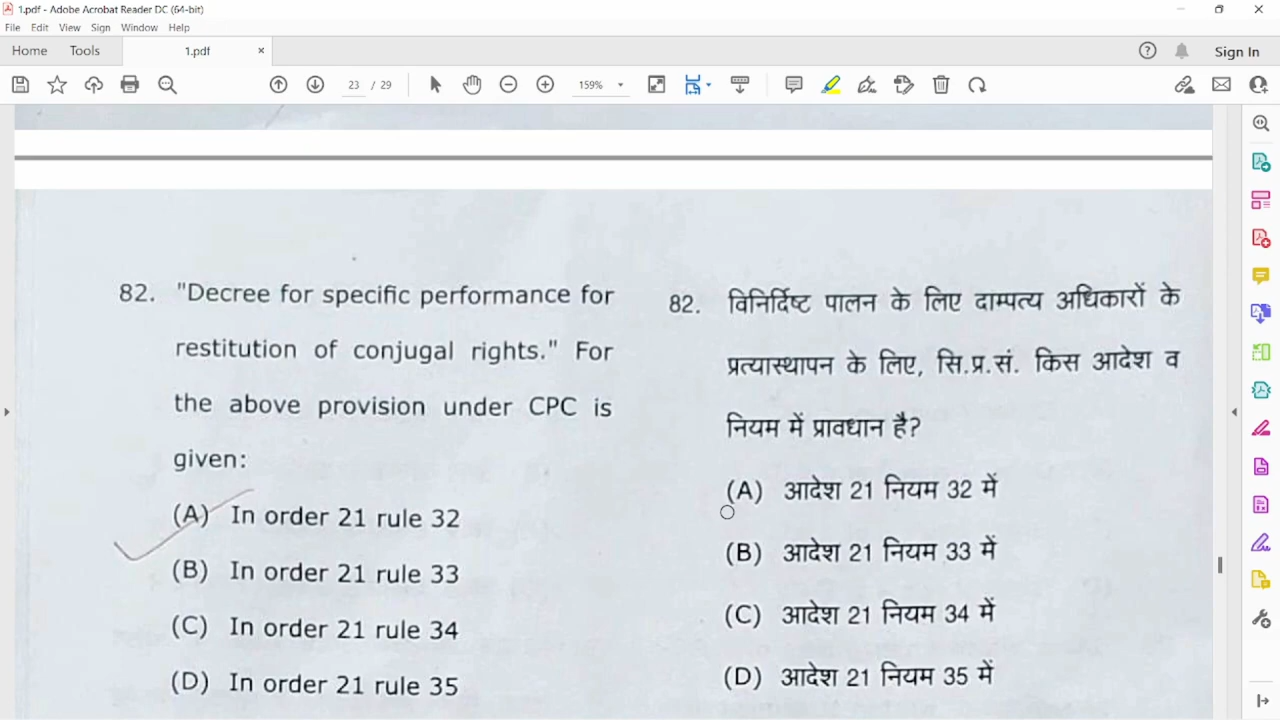 1.pdf - Adobe Acrobat Reader DC (64-bit)
File Edit View Sign Window Help
Home Tools 1.pdf × Sign In
23 / 29 159%
82. "Decree for specific performance for
restitution of conjugal rights." For
the above provision under CPC is
given:
(A) In order 21 rule 32
(B) In order 21 rule 33
(C) In order 21 rule 34
(D) In order 21 rule 35
82. विनिर्दिष्ट पालन के लिए दाम्पत्य अधिकारों के
प्रत्यास्थापन के लिए, सि.प्र.सं. किस आदेश व
नियम में प्रावधान है?
(A) आदेश 21 नियम 32 में
(B) आदेश 21 नियम 33 में
(C) आदेश 21 नियम 34 में
(D) आदेश 21 नियम 35 में